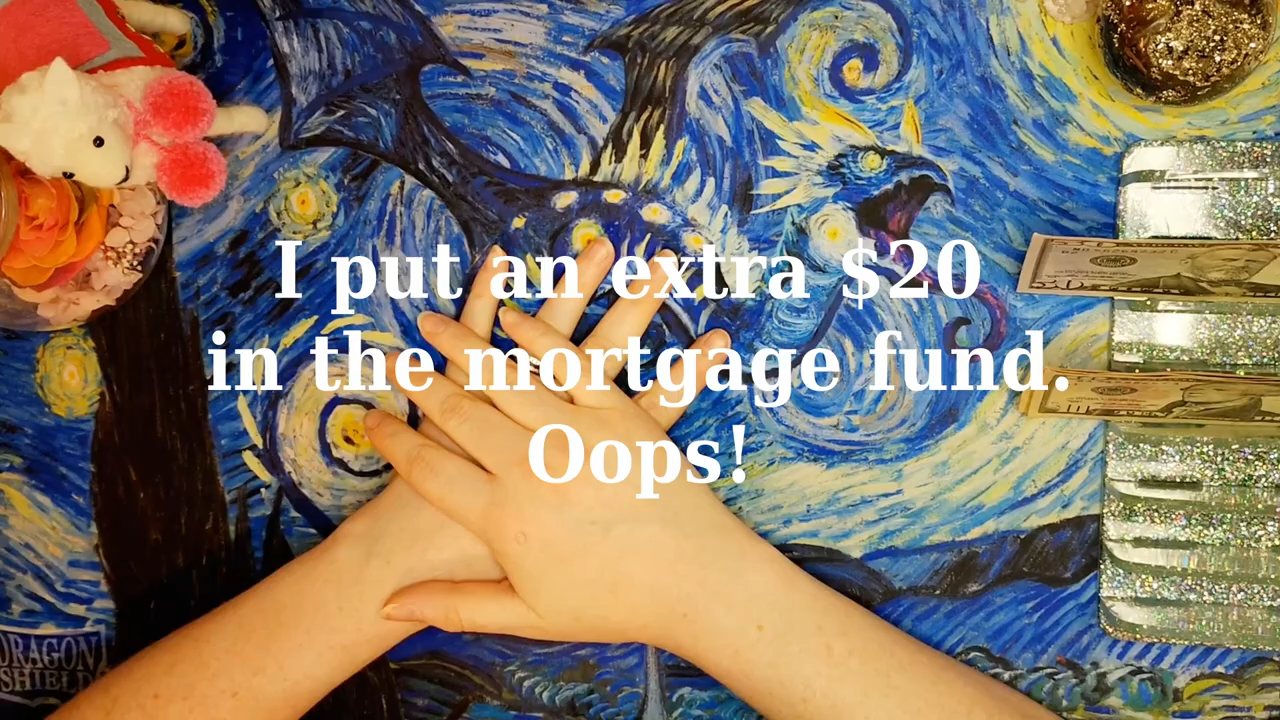 I put an extra $20
in the mortgage fund.
Oops!
DRAGON
SHIELD